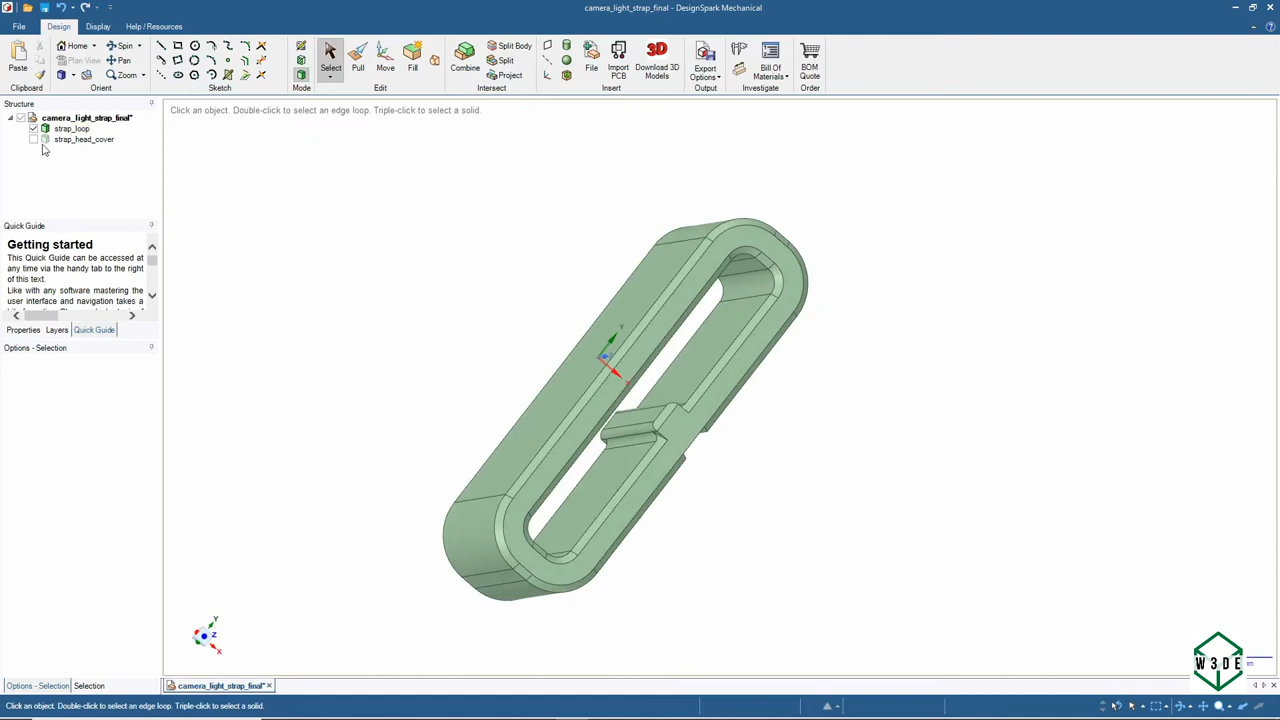 camera_light_strap_final - DesignSpark Mechanical
File Design Display Help / Resources
Paste
Home Spin
Plan View Pan
Zoom
Select Pull Move Fill
Combine
Split Body
Split
Project
File Import PCB Download 3D Models
Export Options
Bill Of Materials
BOM Quote
Clipboard Orient Sketch Mode Edit Intersect Insert Output Investigate Order
Structure
camera_light_strap_final*
strap_loop
strap_head_cover
Click an object. Double-click to select an edge loop. Triple-click to select a solid.
Quick Guide
Getting started
This Quick Guide can be accessed at
any time via the handy tab to the right
of this text.
Like with any software mastering the
user interface and navigation takes a
Properties Layers Quick Guide
Options - Selection
Y
Y
Z
X
W3DE
Options - Selection Selection
camera_light_strap_final*
Click an object. Double-click to select an edge loop. Triple-click to select a solid.